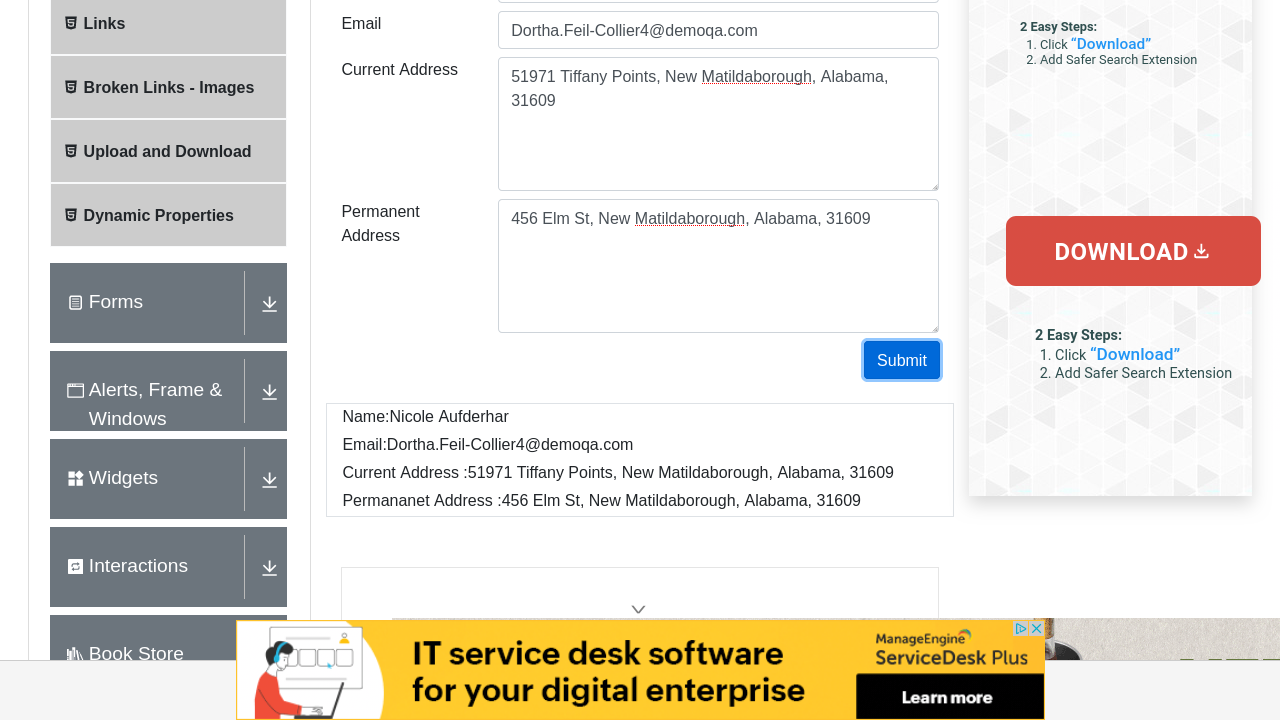 Links
Broken Links - Images
Upload and Download
Dynamic Properties
Forms
Alerts, Frame &
Windows
Widgets
Interactions
Book Store
Email
Dortha.Feil-Collier4@demoqa.com
Current Address
51971 Tiffany Points, New Matildaborough, Alabama,
31609
Permanent
Address
456 Elm St, New Matildaborough, Alabama, 31609
Submit
Name:Nicole Aufderhar
Email:Dortha.Feil-Collier4@demoqa.com
Current Address :51971 Tiffany Points, New Matildaborough, Alabama, 31609
Permananet Address :456 Elm St, New Matildaborough, Alabama, 31609
2 Easy Steps:
1. Click “Download”
2. Add Safer Search Extension
DOWNLOAD
2 Easy Steps:
1. Click “Download”
2. Add Safer Search Extension
IT service desk software
for your digital enterprise
ManageEngine
ServiceDesk Plus
Learn more